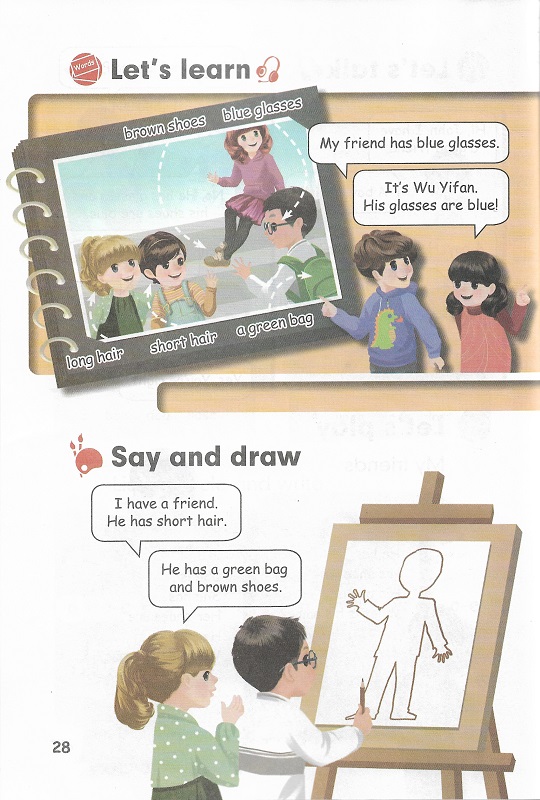 Words
Let's learn
brown shoes blue glasses
My friend has blue glasses.
It's Wu Yifan.
His glasses are blue!
long hair short hair a green bag
Say and draw
I have a friend.
He has short hair.
He has a green bag
and brown shoes.
28